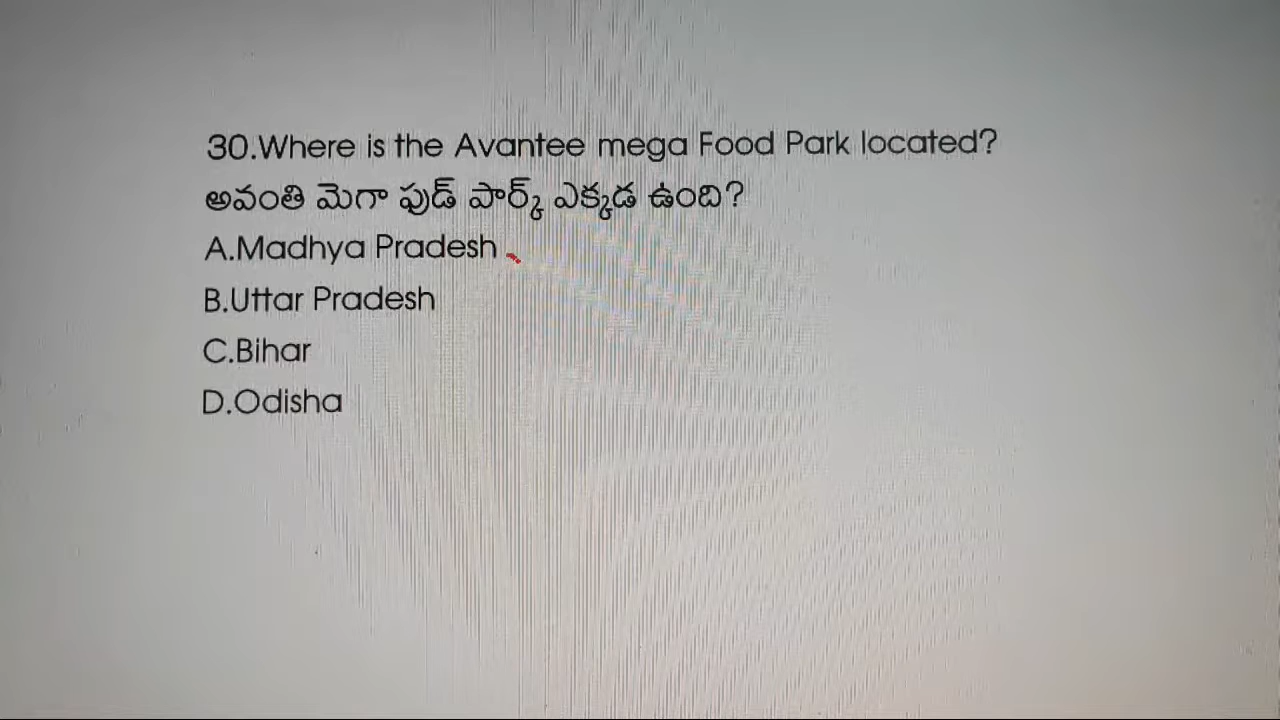 30.Where is the Avantee mega Food Park located?
అవంతి మెగా ఫుడ్ పార్క్ ఎక్కడ ఉంది?
A.Madhya Pradesh
B.Uttar Pradesh
C.Bihar
D.Odisha